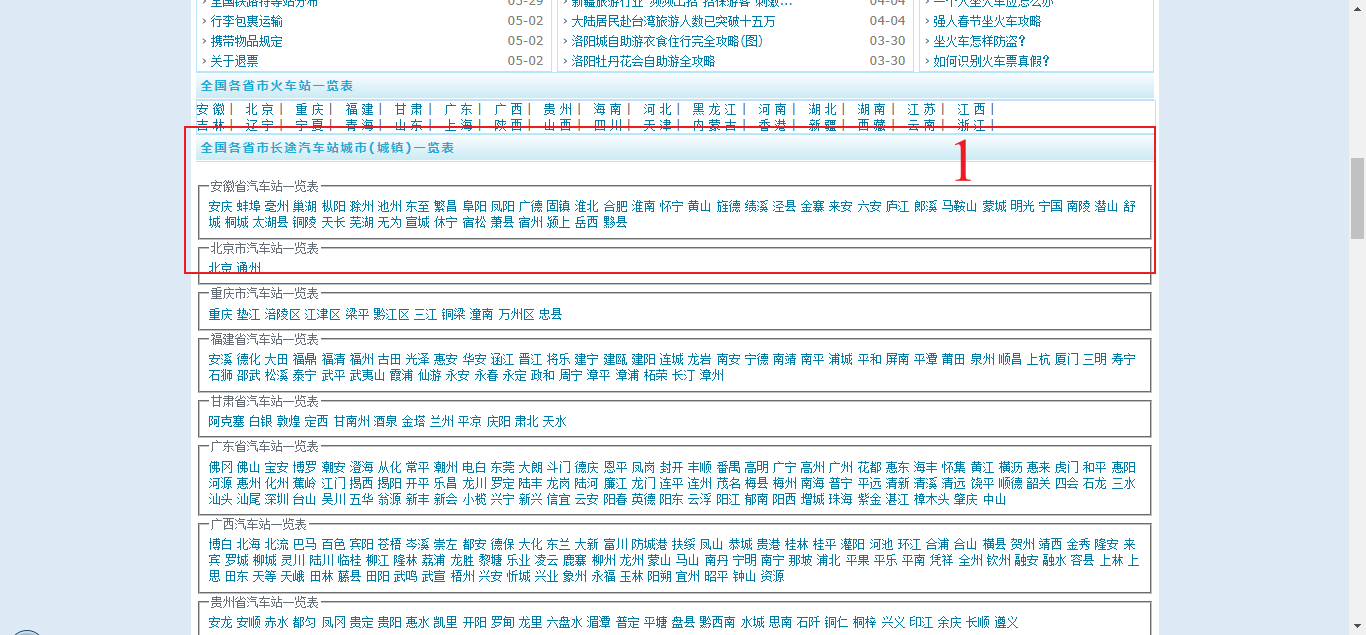 全国铁路特等站分布 05-29 › 新疆旅游行业"频频出招"招徕游客"刺激… 04-04 › 一个人坐火车应怎么办
› 行李包裹运输 05-02 › 大陆居民赴台湾旅游人数已突破十五万 04-04 › 强人春节坐火车攻略
› 携带物品规定 05-02 › 洛阳城自助游衣食住行完全攻略(图) 03-30 › 坐火车怎样防盗?
› 关于退票 05-02 › 洛阳牡丹花会自助游全攻略 03-30 › 如何识别火车票真假?
全国各省市火车站一览表
安徽| 北京| 重庆| 福建| 甘肃| 广东| 广西| 贵州| 海南| 河北| 黑龙江| 河南| 湖北| 湖南| 江苏| 江西|
吉林| 辽宁| 宁夏| 青海| 山东| 上海| 陕西| 山西| 四川| 天津| 内蒙古| 香港| 新疆| 西藏| 云南| 浙江|
全国各省市长途汽车站城市(城镇)一览表
1
安徽省汽车站一览表
安庆 蚌埠 亳州 巢湖 枞阳 滁州 池州 东至 繁昌 阜阳 凤阳 广德 固镇 淮北 合肥 淮南 怀宁 黄山 旌德 绩溪 泾县 金寨 来安 六安 庐江 郎溪 马鞍山 蒙城 明光 宁国 南陵 潜山 舒
城 桐城 太湖县 铜陵 天长 芜湖 无为 宣城 休宁 宿松 萧县 宿州 颍上 岳西 黟县
北京市汽车站一览表
北京 通州
重庆市汽车站一览表
重庆 垫江 涪陵区 江津区 梁平 黔江区 三江 铜梁 潼南 万州区 忠县
福建省汽车站一览表
安溪 德化 大田 福鼎 福清 福州 古田 光泽 惠安 华安 涵江 晋江 将乐 建宁 建瓯 建阳 连城 龙岩 南安 宁德 南靖 南平 浦城 平和 屏南 平潭 莆田 泉州 顺昌 上杭 厦门 三明 寿宁
石狮 邵武 松溪 泰宁 武平 武夷山 霞浦 仙游 永安 永春 永定 政和 周宁 漳平 漳浦 柘荣 长汀 漳州
甘肃省汽车站一览表
阿克塞 白银 敦煌 定西 甘南州 酒泉 金塔 兰州 平凉 庆阳 肃北 天水
广东省汽车站一览表
佛冈 佛山 宝安 博罗 潮安 澄海 从化 常平 潮州 电白 东莞 大朗 斗门 德庆 恩平 凤岗 封开 丰顺 番禺 高明 广宁 高州 广州 花都 惠东 海丰 怀集 黄江 横沥 惠来 虎门 和平 惠阳
河源 惠州 化州 蕉岭 江门 揭西 揭阳 开平 乐昌 龙川 罗定 陆丰 龙岗 陆河 廉江 龙门 连平 连州 茂名 梅县 梅州 南海 普宁 平远 清新 清溪 清远 饶平 顺德 韶关 四会 石龙 三水
汕头 汕尾 深圳 台山 吴川 五华 翁源 新丰 新会 小榄 兴宁 新兴 信宜 云安 阳春 英德 阳东 云浮 阳江 郁南 阳西 增城 珠海 紫金 湛江 樟木头 肇庆 中山
广西汽车站一览表
博白 北海 北流 巴马 百色 宾阳 苍梧 岑溪 崇左 都安 德保 大化 东兰 大新 富川 防城港 扶绥 凤山 恭城 贵港 桂林 桂平 灌阳 河池 环江 合浦 合山 横县 贺州 靖西 金秀 隆安 来
宾 罗城 柳城 灵川 陆川 临桂 柳江 隆林 荔浦 龙胜 黎塘 乐业 凌云 鹿寨 柳州 龙州 蒙山 马山 南丹 宁明 南宁 那坡 浦北 平果 平乐 平南 凭祥 全州 钦州 融安 融水 容县 上林 上
思 田东 天等 天峨 田林 藤县 田阳 武鸣 武宣 梧州 兴安 忻城 兴业 象州 永福 玉林 阳朔 宜州 昭平 钟山 资源
贵州省汽车站一览表
安龙 安顺 赤水 都匀 凤冈 贵定 贵阳 惠水 凯里 开阳 罗甸 龙里 六盘水 湄潭 普定 平塘 盘县 黔西南 水城 思南 石阡 铜仁 桐梓 兴义 印江 余庆 长顺 遵义